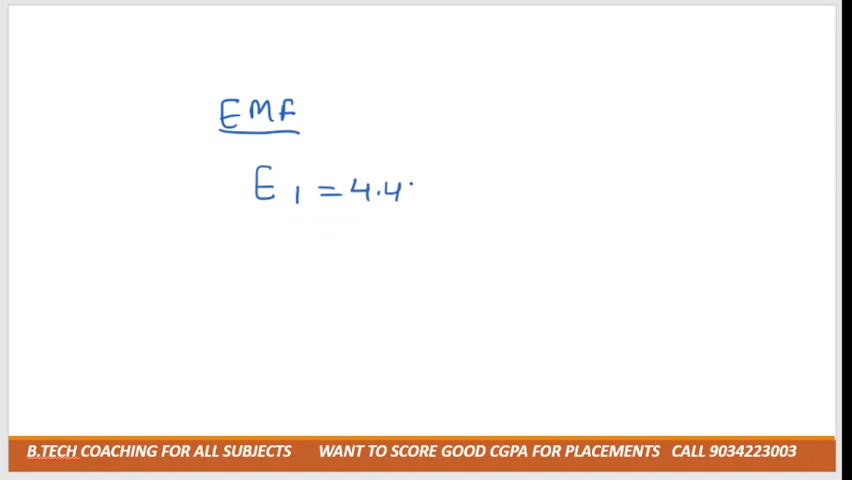 EMF
E1 = 4.4
B.TECH COACHING FOR ALL SUBJECTS WANT TO SCORE GOOD CGPA FOR PLACEMENTS CALL 9034223003